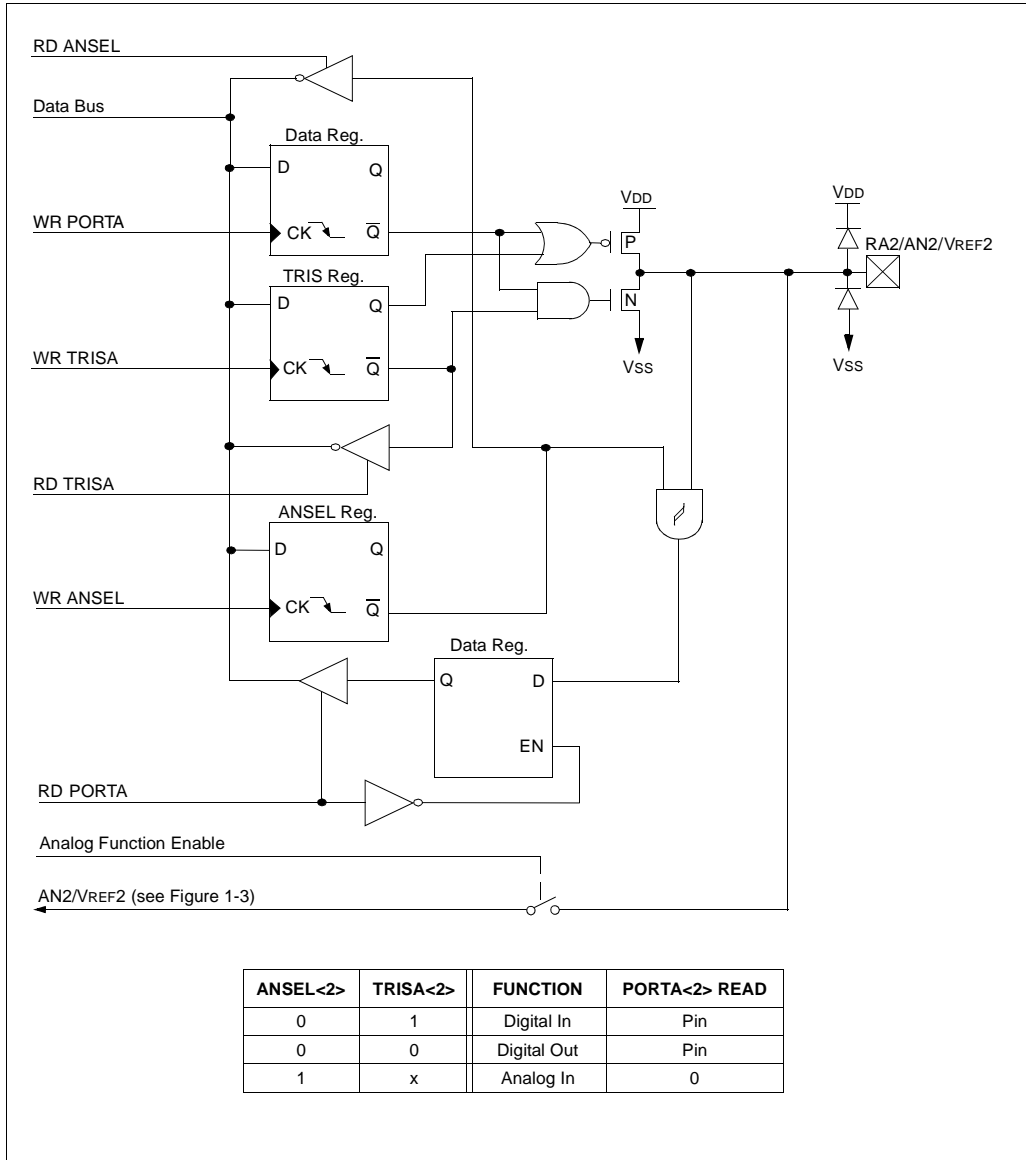 RD ANSEL
Data Bus
Data Reg.
D
Q
VDD
VDD
WR PORTA
CK
Q
P
RA2/AN2/VREF2
TRIS Reg.
D
Q
N
WR TRISA
CK
Q
VSS
VSS
RD TRISA
ANSEL Reg.
D
Q
WR ANSEL
CK
Q
Data Reg.
Q
D
EN
RD PORTA
Analog Function Enable
AN2/VREF2 (see Figure 1-3)
ANSEL<2> TRISA<2> FUNCTION PORTA<2> READ
0 1 Digital In Pin
0 0 Digital Out Pin
1 x Analog In 0